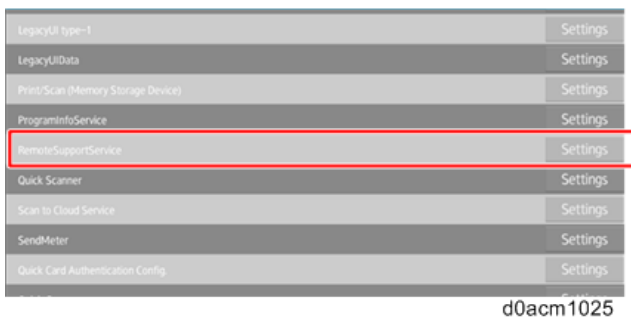 LegacyUI type-1 Settings
LegacyUIData Settings
Print/Scan (Memory Storage Device) Settings
ProgramInfoService Settings
RemoteSupportService Settings
Quick Scanner Settings
Scan to Cloud Service Settings
SendMeter Settings
Quick Card Authentication Config. Settings
d0acm1025